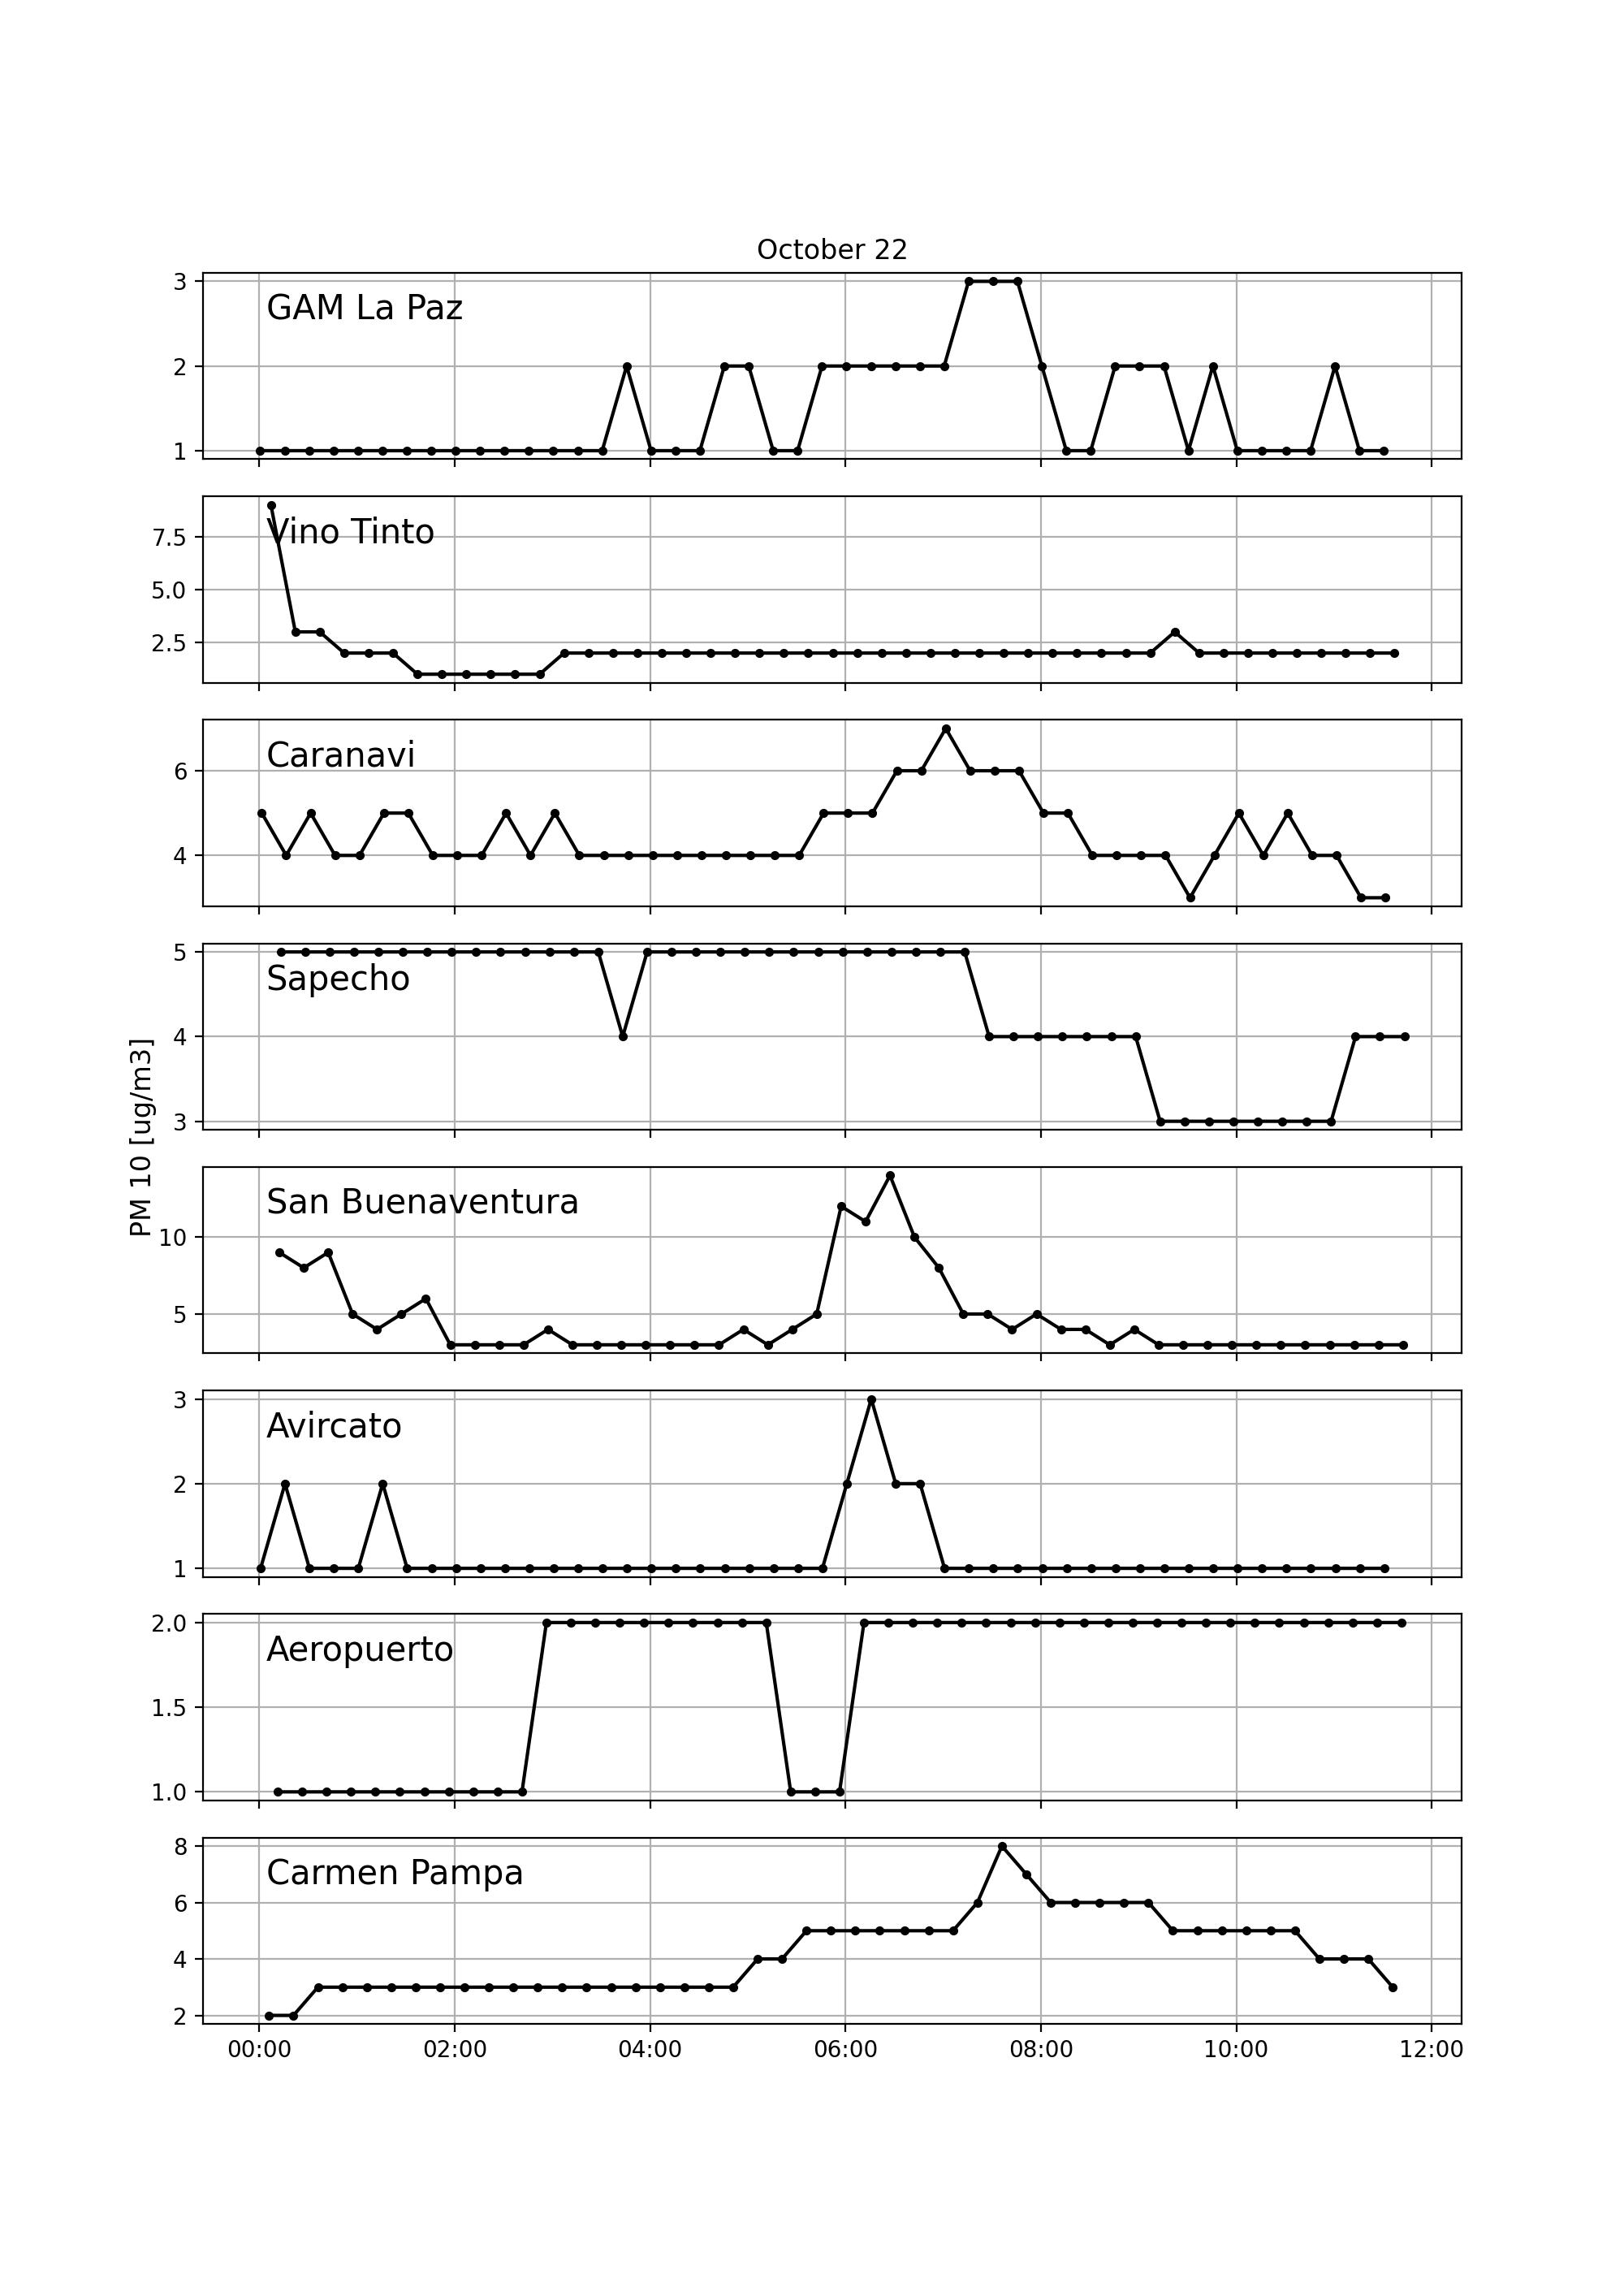 October 22
3
GAM La Paz
2
1
Vino Tinto
7.5
5.0
2.5
Caranavi
6
4
5
Sapecho
4
3
PM 10 [ug/m3]
San Buenaventura
10
5
3
Avircato
2
1
2.0
Aeropuerto
1.5
1.0
8
Carmen Pampa
6
4
2
00:00 02:00 04:00 06:00 08:00 10:00 12:00